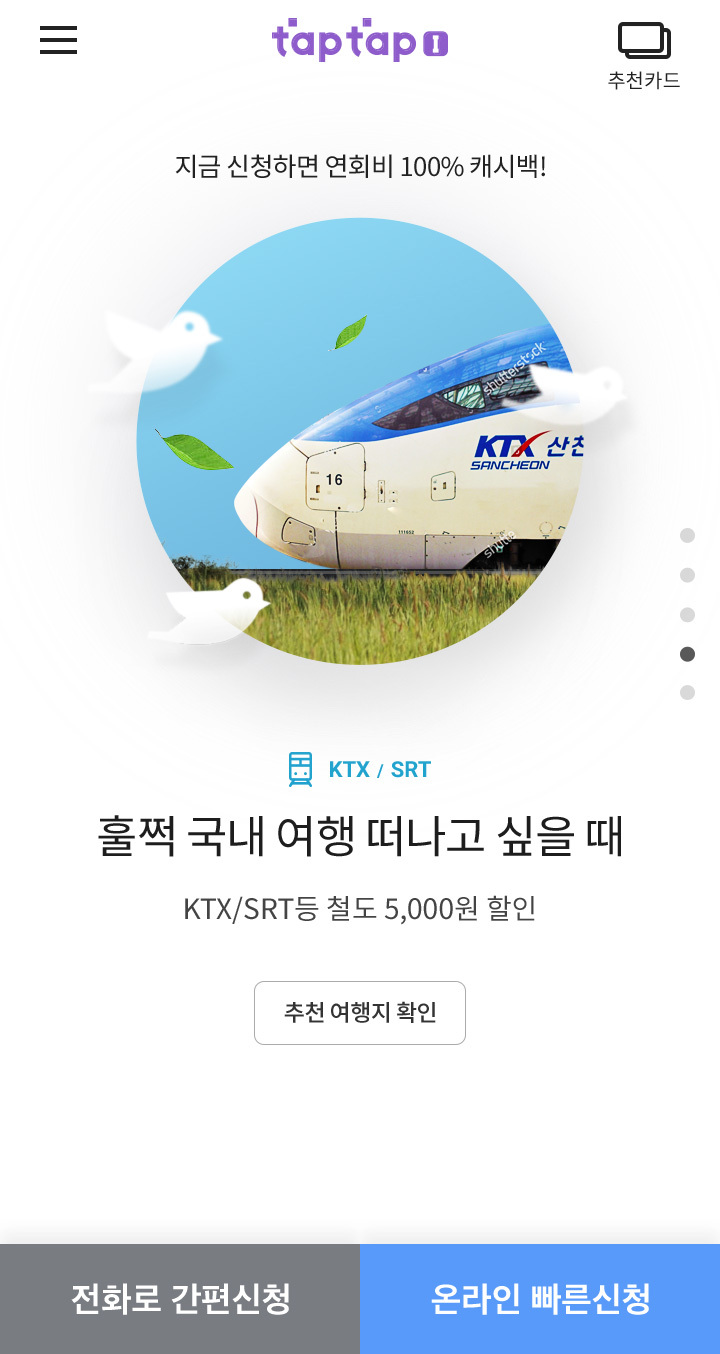 taptap I
추천카드
지금 신청하면 연회비 100% 캐시백!
shutterstock
KTX 산천
SANCHEON
16
111052
shutte
KTX / SRT
훌쩍 국내 여행 떠나고 싶을 때
KTX/SRT등 철도 5,000원 할인
추천 여행지 확인
전화로 간편신청
온라인 빠른신청